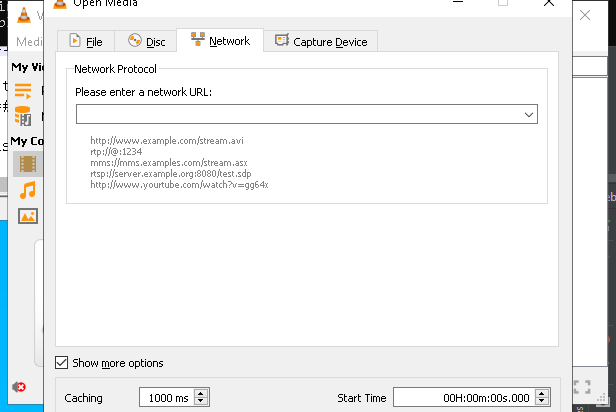 Open Media
Medi
File
Disc
Network
Capture Device
My Vi
Network Protocol
Please enter a network URL:
http://www.example.com/stream.avi
rtp://@:1234
mms://mms.examples.com/stream.asx
rtsp://server.example.org:8080/test.sdp
http://www.yourtube.com/watch?v=gg64x
My Co
Show more options
Caching
1000 ms
Start Time
00H:00m:00s.000